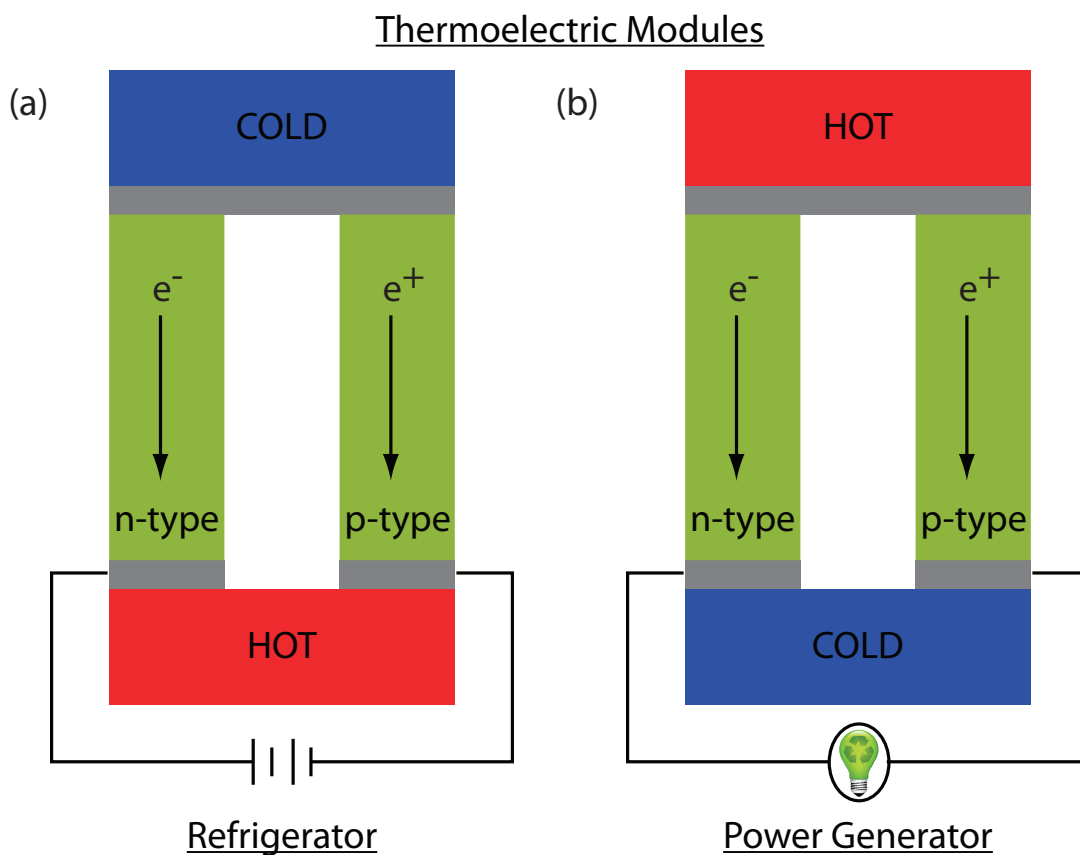 Thermoelectric Modules
(a)
COLD
e-
e+
n-type
p-type
HOT
Refrigerator
(b)
HOT
e-
e+
n-type
p-type
COLD
Power Generator